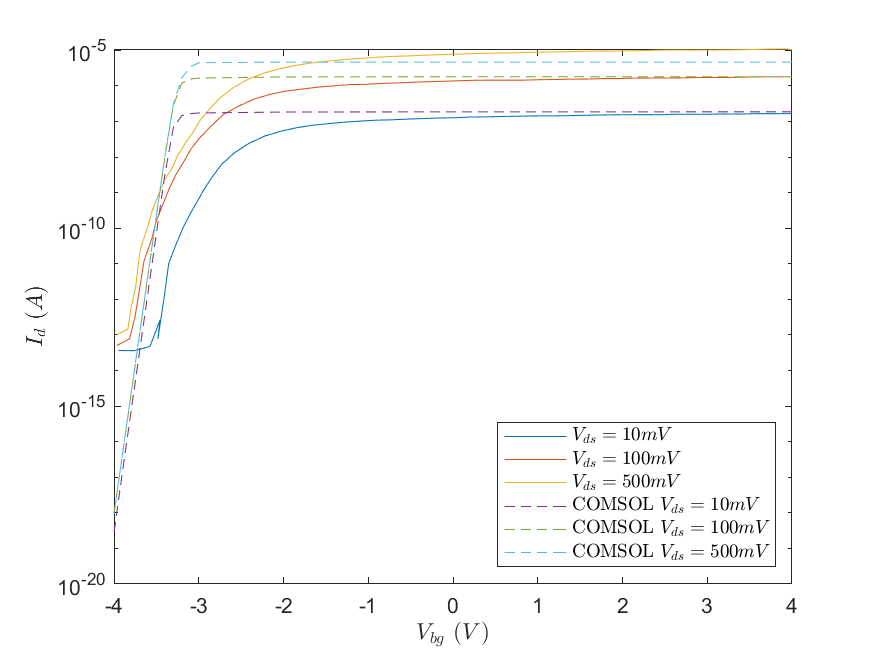 10^-5
10^-10
10^-15
10^-20
I_d (A)
V_ds = 10mV
V_ds = 100mV
V_ds = 500mV
COMSOL V_ds = 10mV
COMSOL V_ds = 100mV
COMSOL V_ds = 500mV
-4 -3 -2 -1 0 1 2 3 4
V_bg (V)